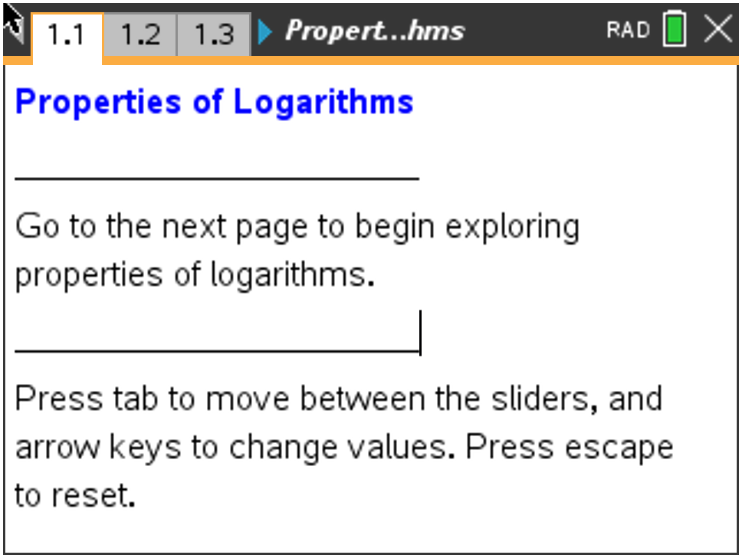 1.1 1.2 1.3 Propert...hms RAD
Properties of Logarithms
Go to the next page to begin exploring
properties of logarithms.
Press tab to move between the sliders, and
arrow keys to change values. Press escape
to reset.